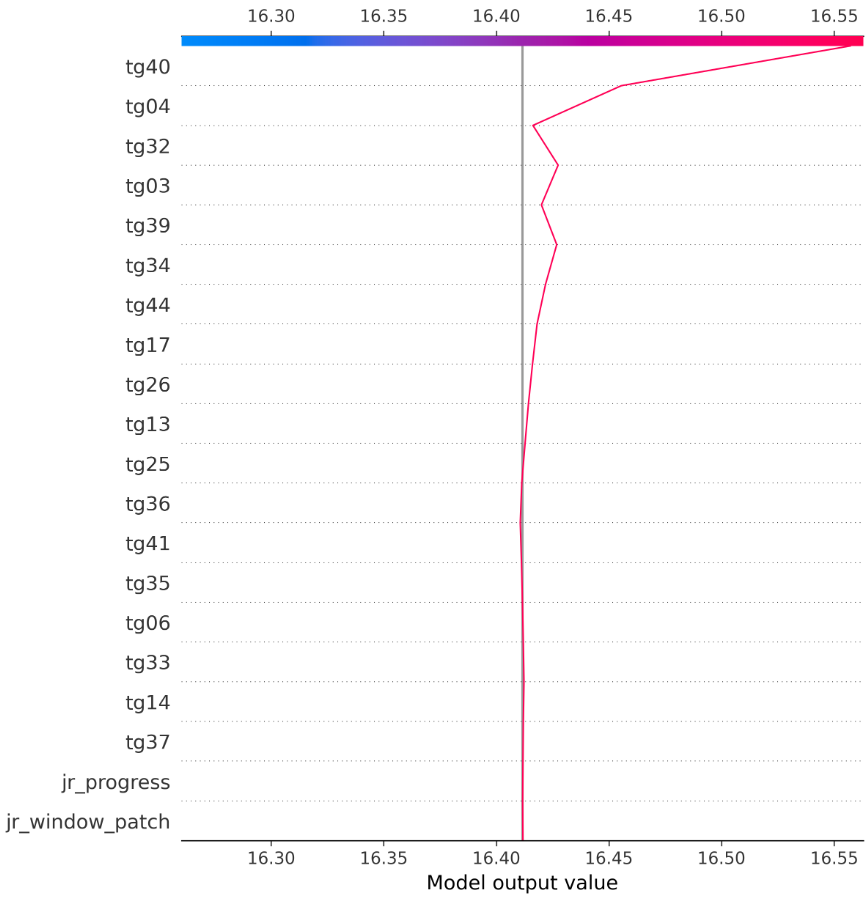 16.30 16.35 16.40 16.45 16.50 16.55
tg40
tg04
tg32
tg03
tg39
tg34
tg44
tg17
tg26
tg13
tg25
tg36
tg41
tg35
tg06
tg33
tg14
tg37
jr_progress
jr_window_patch
16.30 16.35 16.40 16.45 16.50 16.55
Model output value